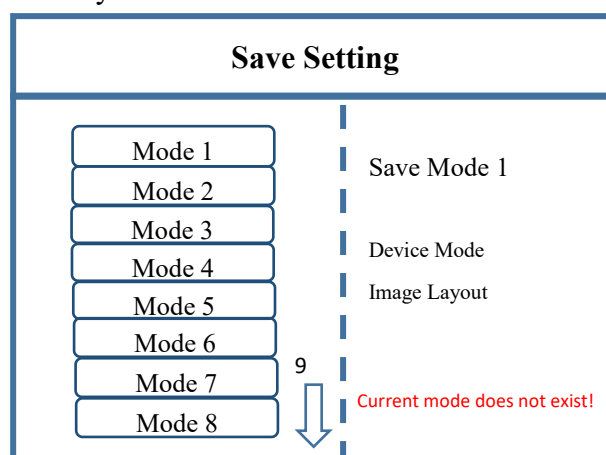 Save Setting
Mode 1
Mode 2
Mode 3
Mode 4
Mode 5
Mode 6
Mode 7
Mode 8
9
Save Mode 1
Device Mode
Image Layout
Current mode does not exist!